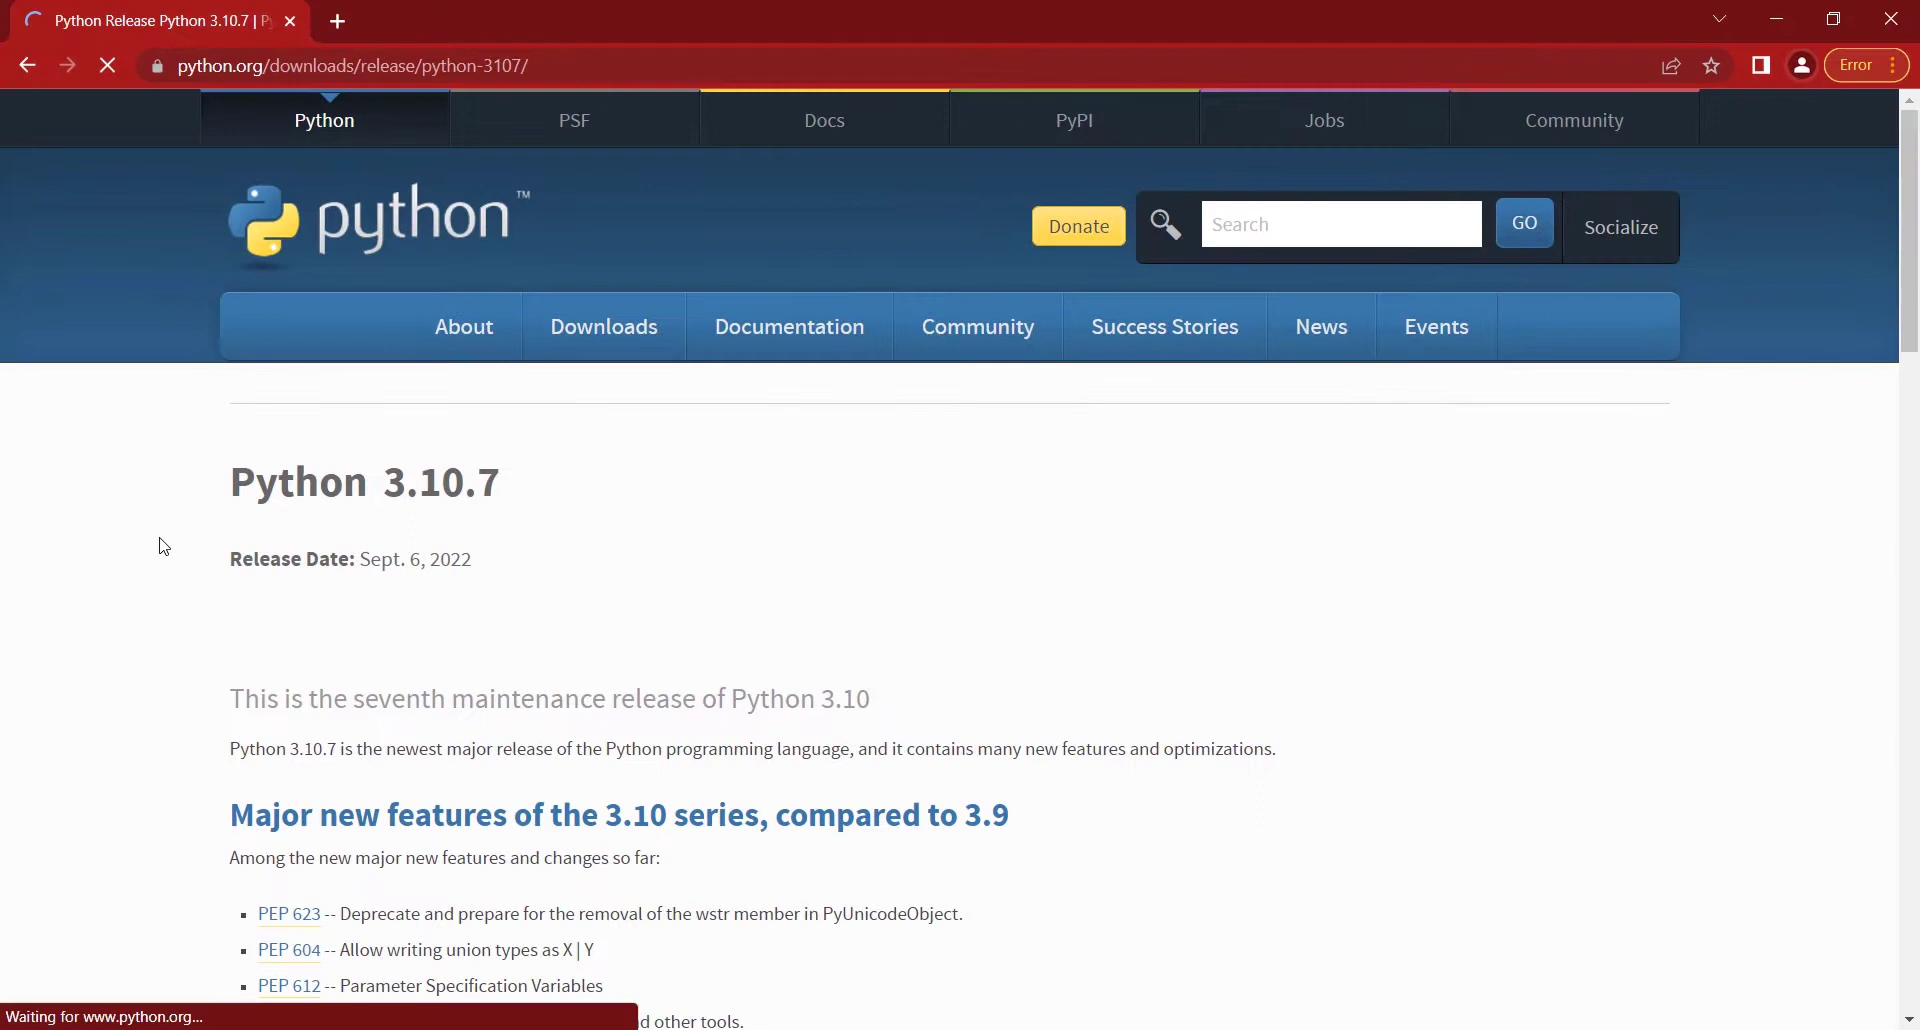 Python Release Python 3.10.7 | Py
python.org/downloads/release/python-3107/
Error
Python PSF Docs PyPI Jobs Community
python TM
Donate Search GO Socialize
About Downloads Documentation Community Success Stories News Events
Python 3.10.7
Release Date: Sept. 6, 2022
This is the seventh maintenance release of Python 3.10
Python 3.10.7 is the newest major release of the Python programming language, and it contains many new features and optimizations.
Major new features of the 3.10 series, compared to 3.9
Among the new major new features and changes so far:
PEP 623 -- Deprecate and prepare for the removal of the wstr member in PyUnicodeObject.
PEP 604 -- Allow writing union types as X | Y
PEP 612 -- Parameter Specification Variables
d other tools.
Waiting for www.python.org...